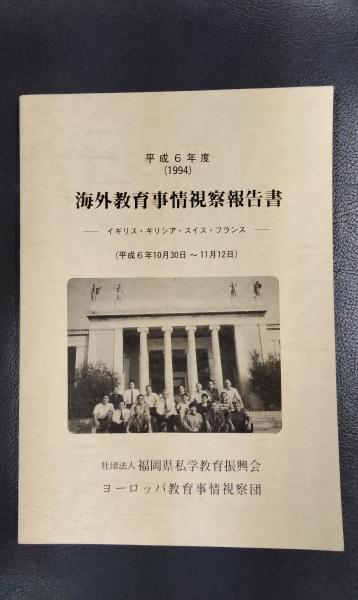 平成6年度
(1994)
海外教育事情視察報告書
― イギリス・ギリシア・スイス・フランス ―
(平成6年10月30日 ～ 11月12日)
社団法人 福岡県私学教育振興会
ヨーロッパ教育事情視察団